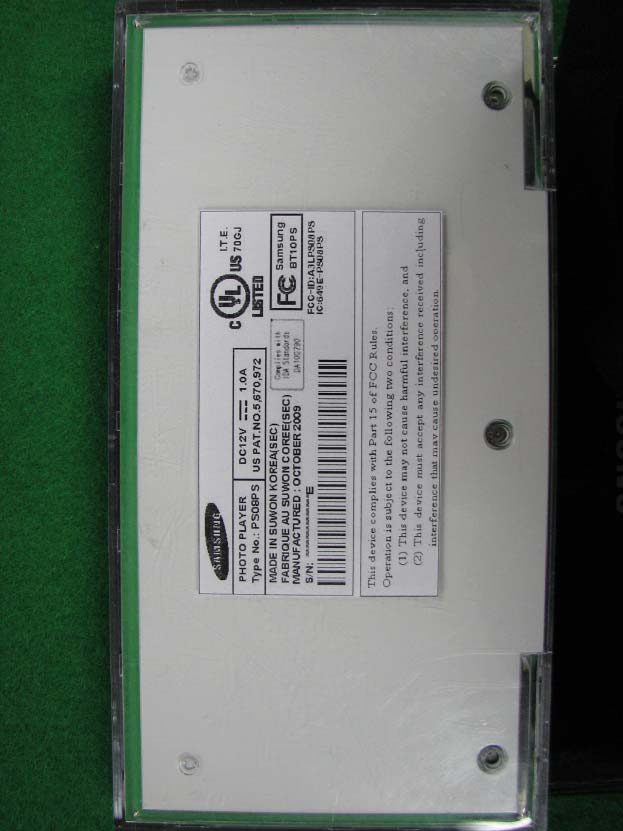 SAMSUNG
PHOTO PLAYER
DC12V 1.0A
Type No.: PS08PS
US PAT.NO.5,670,972
MADE IN SUWON KOREA(SEC)
FABRIQUE AU SUWON COREE(SEC)
MANUFACTURED : OCTOBER 2009
S/N:
E
C UL US
LISTED
I.T.E.
70GJ
Complies with
IDA Standards
DA100790
FC Samsung
BT10PS
FCC-ID:A3LPS08PS
IC:649E-PS08PS
This device complies with Part 15 of FCC Rules.
Operation is subject to the following two conditions:
(1) This device may not cause harmful interference, and
(2) This device must accept any interference received including
interference that may cause undesired operation.